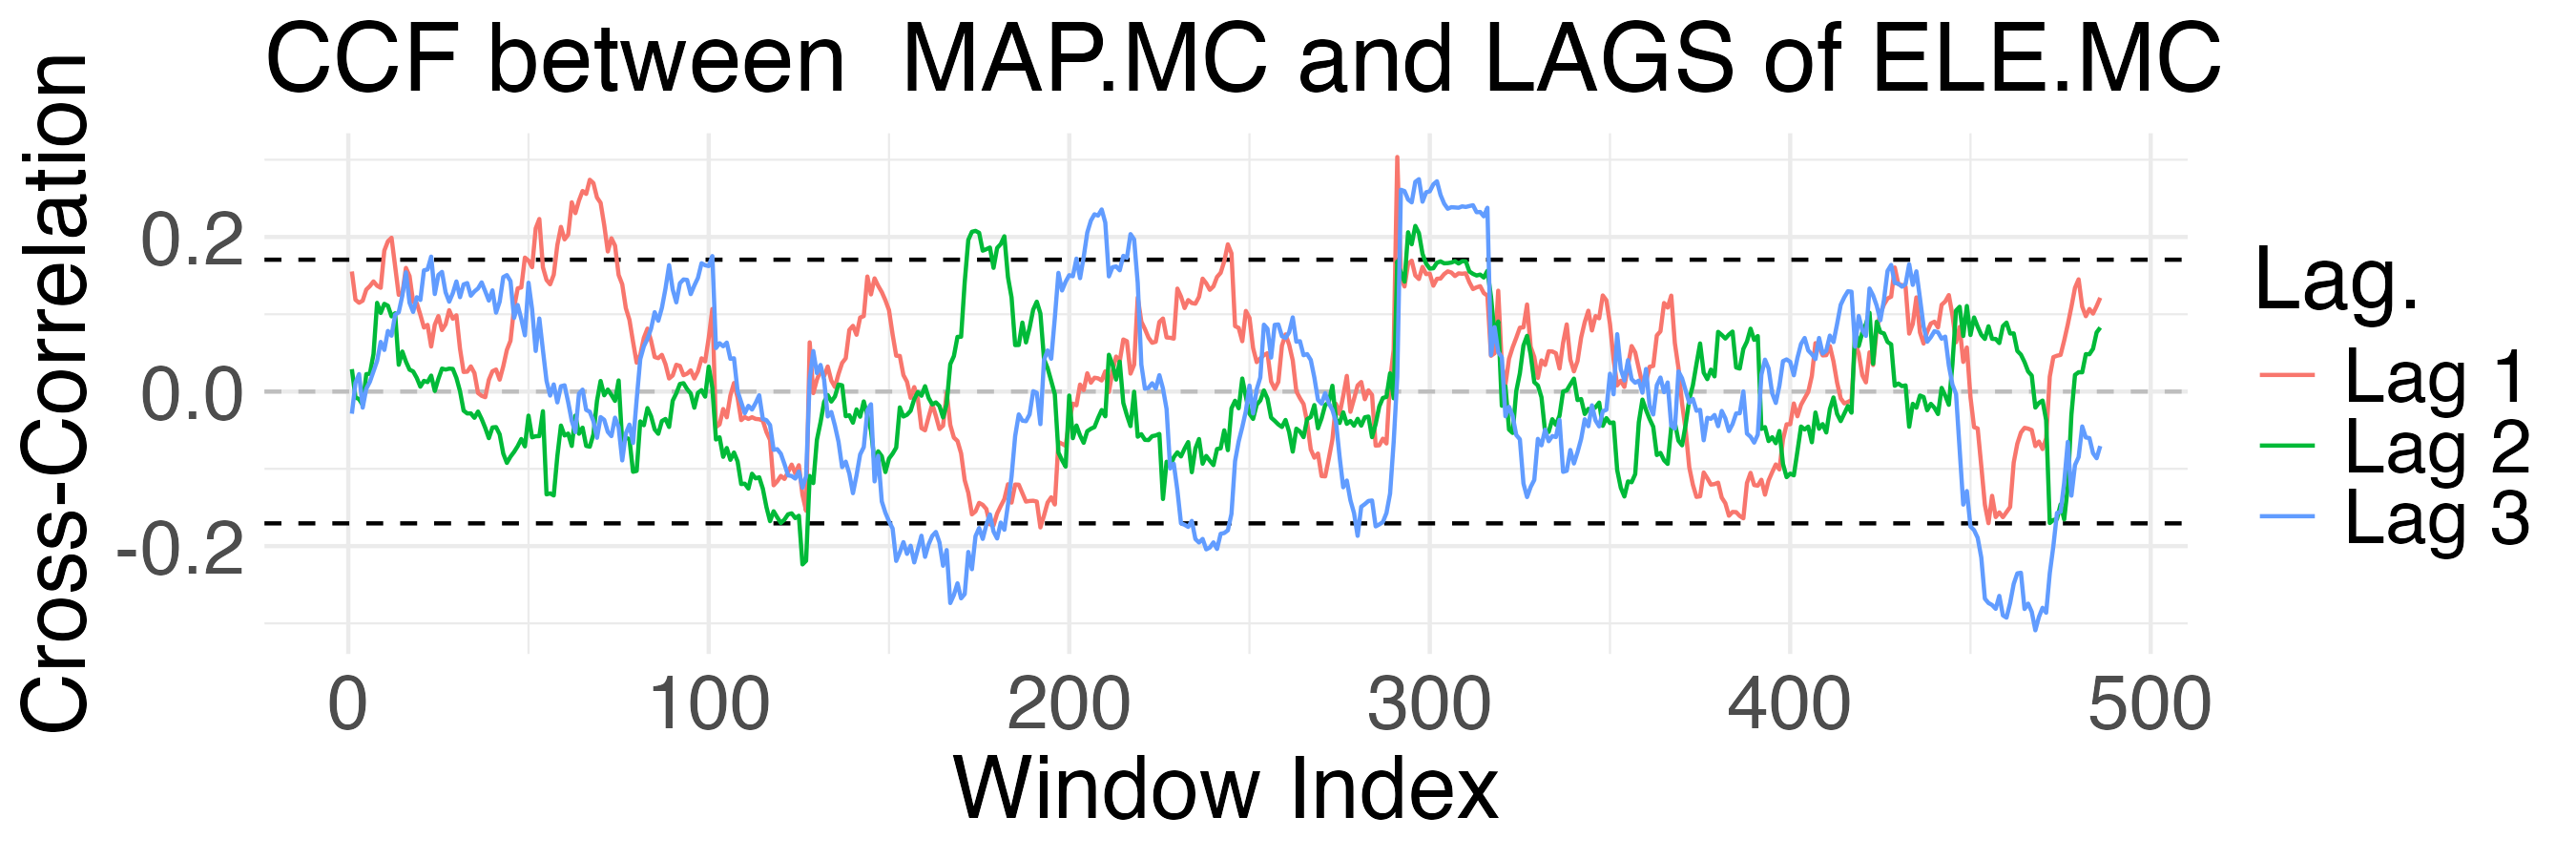 CCF between  MAP.MC and LAGS of ELE.MC
Cross-Correlation
0.2
0.0
-0.2
0 100 200 300 400 500
Window Index
Lag.
Lag 1
Lag 2
Lag 3